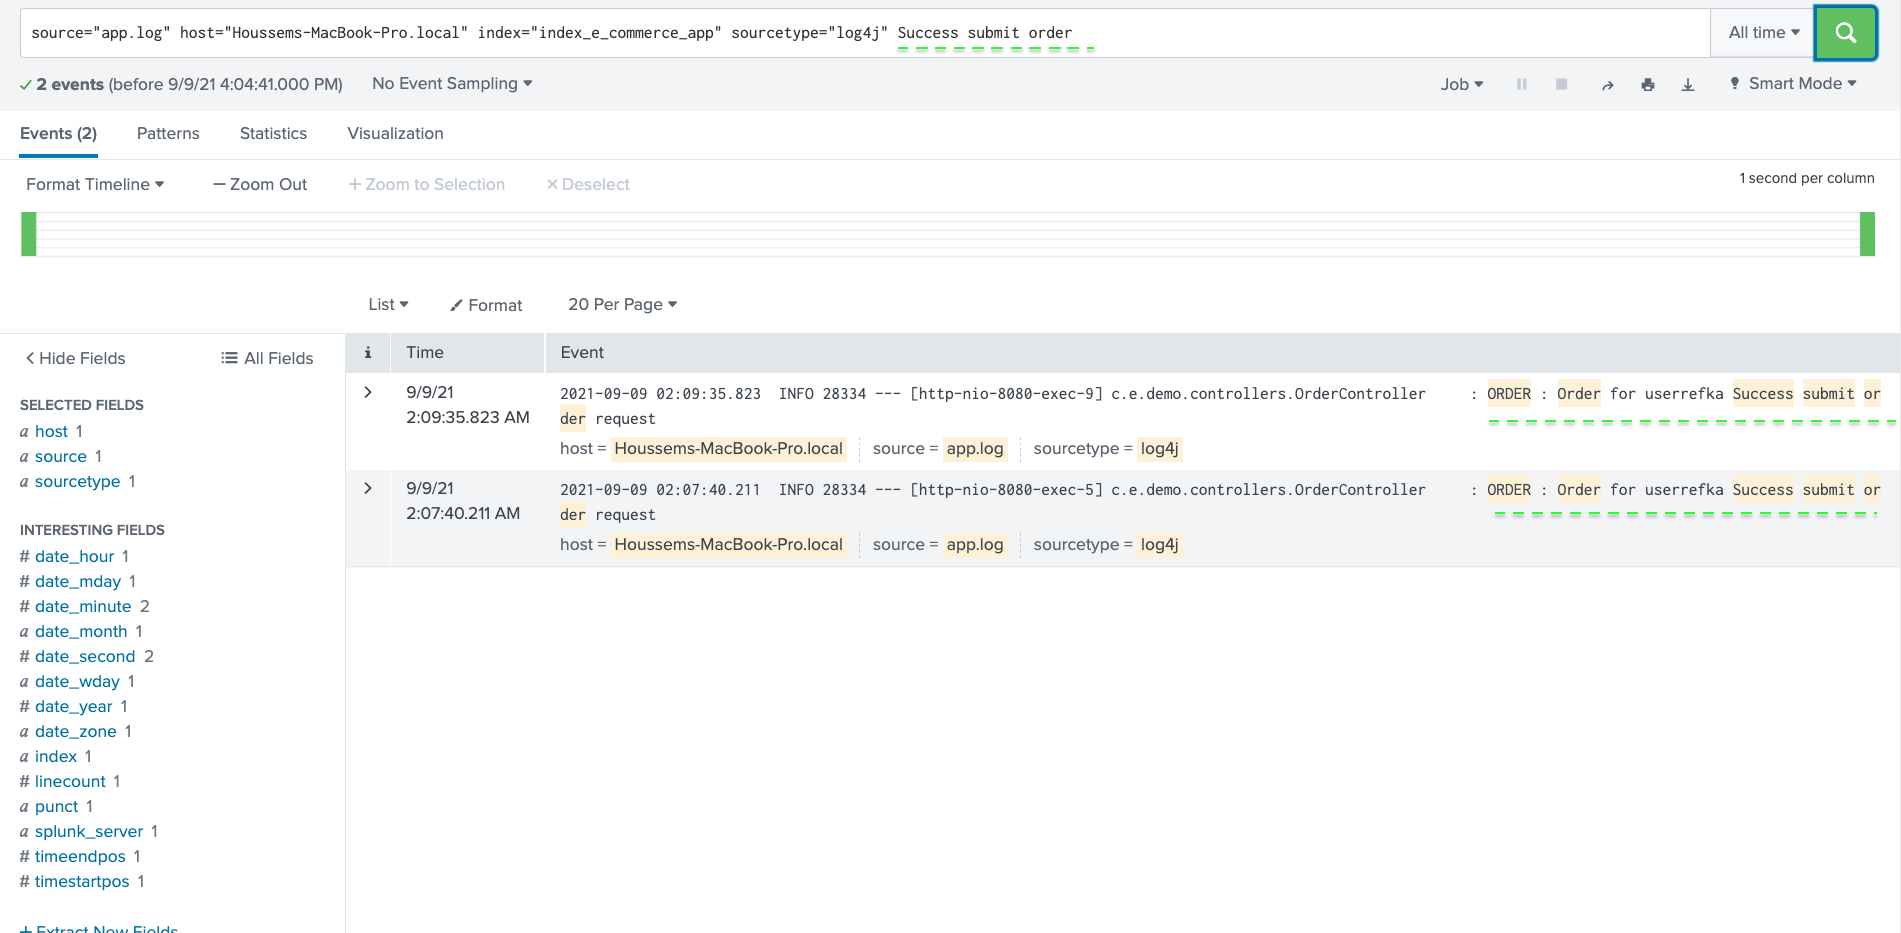 source="app.log" host="Houssems-MacBook-Pro.local" index="index_e_commerce_app" sourcetype="log4j" Success submit order
All time
2 events (before 9/9/21 4:04:41.000 PM)
No Event Sampling
Job
Smart Mode
Events (2)
Patterns
Statistics
Visualization
Format Timeline
— Zoom Out
+ Zoom to Selection
× Deselect
1 second per column
List
Format
20 Per Page
< Hide Fields
All Fields
i
Time
Event
SELECTED FIELDS
a host 1
a source 1
a sourcetype 1
INTERESTING FIELDS
# date_hour 1
# date_mday 1
# date_minute 2
a date_month 1
# date_second 2
a date_wday 1
# date_year 1
a date_zone 1
a index 1
# linecount 1
a punct 1
a splunk_server 1
# timeendpos 1
# timestartpos 1
+ Extract New Fields
9/9/21
2:09:35.823 AM
2021-09-09 02:09:35.823  INFO 28334 --- [http-nio-8080-exec-9] c.e.demo.controllers.OrderController     : ORDER : Order for userrefka Success submit or
der request
host = Houssems-MacBook-Pro.local source = app.log sourcetype = log4j
9/9/21
2:07:40.211 AM
2021-09-09 02:07:40.211  INFO 28334 --- [http-nio-8080-exec-5] c.e.demo.controllers.OrderController     : ORDER : Order for userrefka Success submit or
der request
host = Houssems-MacBook-Pro.local source = app.log sourcetype = log4j